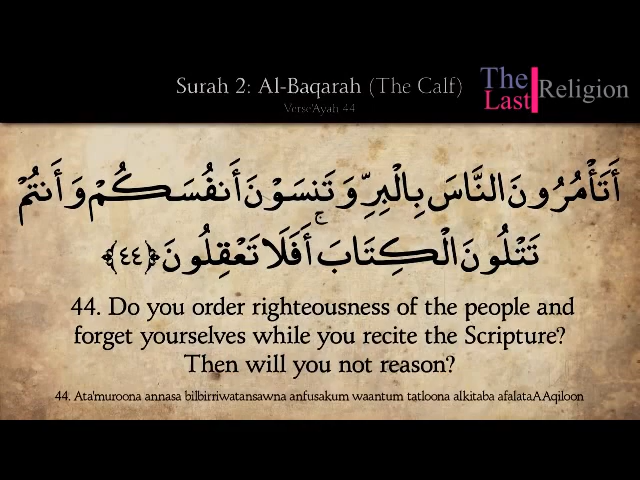 Surah 2: Al-Baqarah (The Calf)
Verse'Ayah 44
The
Last Religion
أَتَأْمُرُونَ النَّاسَ بِالْبِرِّ وَتَنسَوْنَ أَنفُسَكُمْ وَأَنتُمْ
تَتْلُونَ الْكِتَابَ ۚ أَفَلَا تَعْقِلُونَ ﴿٤٤﴾
44. Do you order righteousness of the people and
forget yourselves while you recite the Scripture?
Then will you not reason?
44. Ata'muroona annasa bilbirriwatansawna anfusakum waantum tatloona alkitaba afalataAAqiloon